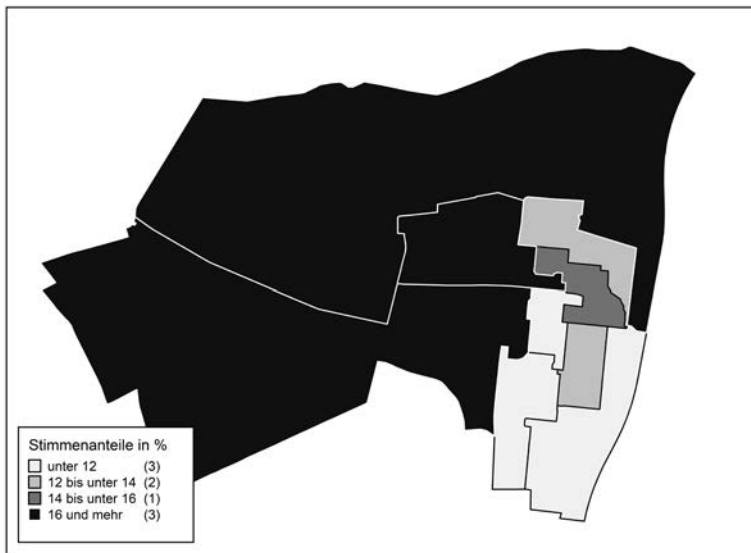 Stimmenanteile in %
unter 12 (3)
12 bis unter 14 (2)
14 bis unter 16 (1)
16 und mehr (3)